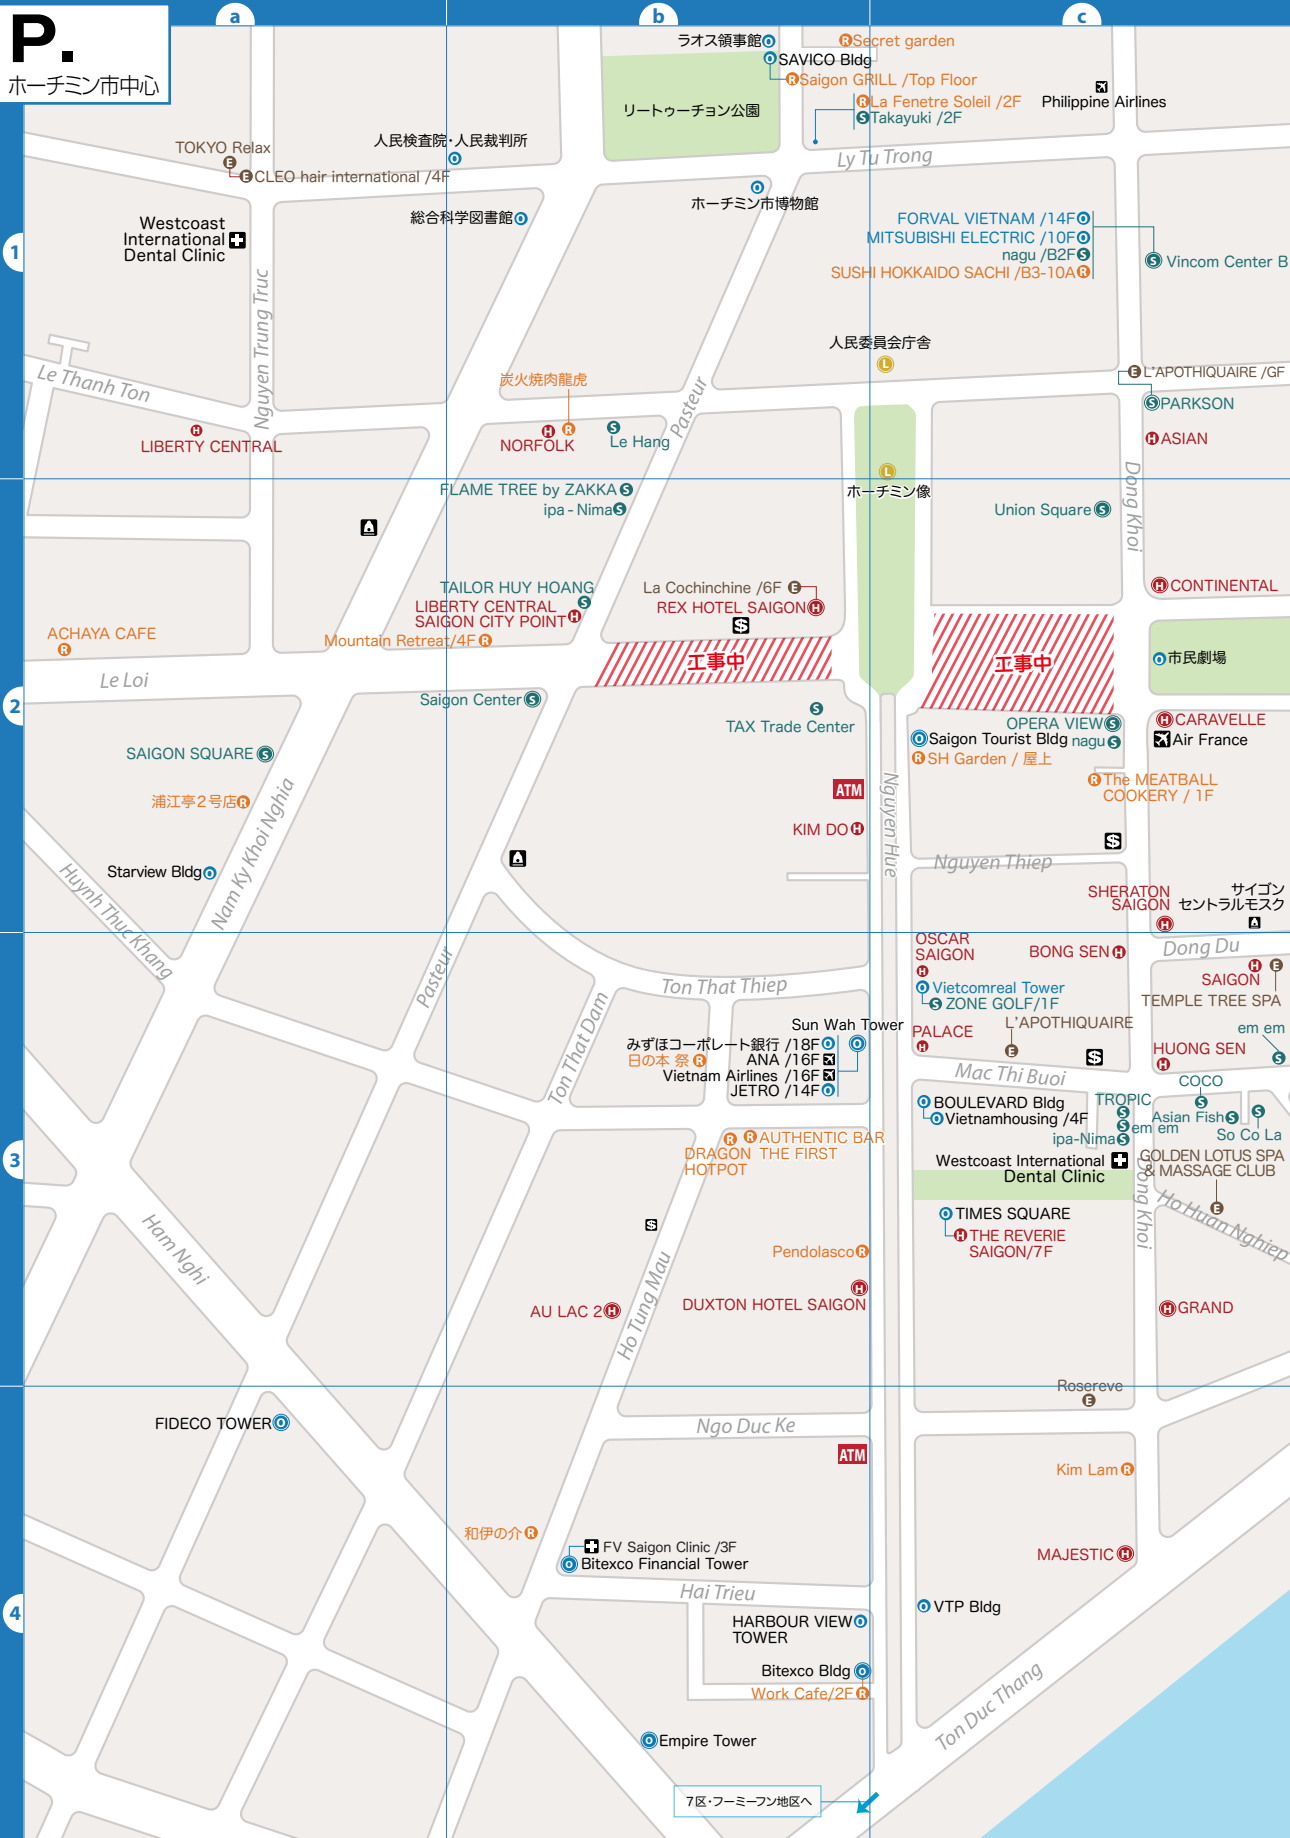 P.
ホーチミン市中心
a
b
c
ラオス領事館
O
R
Secret garden
O
SAVICO Bldg
R
Saigon GRILL /Top Floor
リートゥーチョン公園
R
La Fenetre Soleil /2F
S
Takayuki /2F
Philippine Airlines
人民検査院・人民裁判所
O
TOKYO Relax
E
E
CLEO hair international /4F
Ly Tu Trong
O
ホーチミン市博物館
総合科学図書館
O
Westcoast
International
Dental Clinic
FORVAL VIETNAM /14F
O
MITSUBISHI ELECTRIC /10F
O
nagu /B2F
S
SUSHI HOKKAIDO SACHI /B3-10A
R
S
Vincom Center B
1
Nguyen Trung Truc
人民委員会庁舎
L
Le Thanh Ton
炭火焼肉龍虎
Pasteur
E
L'APOTHIQUAIRE /GF
S
PARKSON
H
LIBERTY CENTRAL
H
R
NORFOLK
S
Le Hang
H
ASIAN
L
ホーチミン像
Dong Khoi
FLAME TREE by ZAKKA
S
ipa-Nima
S
Union Square
S
TAILOR HUY HOANG
S
LIBERTY CENTRAL
SAIGON CITY POINT
H
La Cochinchine /6F
E
REX HOTEL SAIGON
H
$
H
CONTINENTAL
ACHAYA CAFE
R
Mountain Retreat/4F
R
工事中
工事中
O
市民劇場
Le Loi
Saigon Center
S
2
S
TAX Trade Center
OPERA VIEW
S
O
Saigon Tourist Bldg
nagu
S
R
SH Garden / 屋上
H
CARAVELLE
Air France
SAIGON SQUARE
S
浦江亭2号店
R
ATM
R
The MEATBALL
COOKERY / 1F
KIM DO
H
Nguyen Hue
$
Nguyen Thiep
Starview Bldg
O
Nam Ky Khoi Nghia
Huynh Thuc Khang
SHERATON
SAIGON
H
サイゴン
セントラルモスク
OSCAR
SAIGON
H
BONG SEN
H
Dong Du
O
Vietcomreal Tower
S
ZONE GOLF/1F
H
E
SAIGON
TEMPLE TREE SPA
Pasteur
Ton That Thiep
Ton That Dam
Sun Wah Tower
O
みずほコーポレート銀行 /18F
O
日の本 祭
R
ANA /16F
Vietnam Airlines /16F
JETRO /14F
O
PALACE
H
L'APOTHIQUAIRE
E
$
HUONG SEN
H
em em
S
Mac Thi Buoi
O
BOULEVARD Bldg
O
Vietnamhousing /4F
TROPIC
S
S
em em
ipa-Nima
S
COCO
S
Asian Fish
S
S
So Co La
3
R
DRAGON
HOTPOT
R
AUTHENTIC BAR
THE FIRST
Westcoast International
Dental Clinic
GOLDEN LOTUS SPA
& MASSAGE CLUB
E
Dong Khoi
Ho Huan Nghiep
O
TIMES SQUARE
H
THE REVERIE
SAIGON/7F
$
Ham Nghi
Pendolasco
R
H
DUXTON HOTEL SAIGON
AU LAC 2
H
Ho Tung Mau
H
GRAND
Rosereve
E
FIDECO TOWER
O
Ngo Duc Ke
ATM
Kim Lam
R
和伊の介
R
FV Saigon Clinic /3F
O
Bitexco Financial Tower
MAJESTIC
H
Hai Trieu
4
O
VTP Bldg
HARBOUR VIEW
TOWER
O
Bitexco Bldg
O
Work Cafe/2F
R
Ton Duc Thang
O
Empire Tower
7区・フーミーフン地区へ